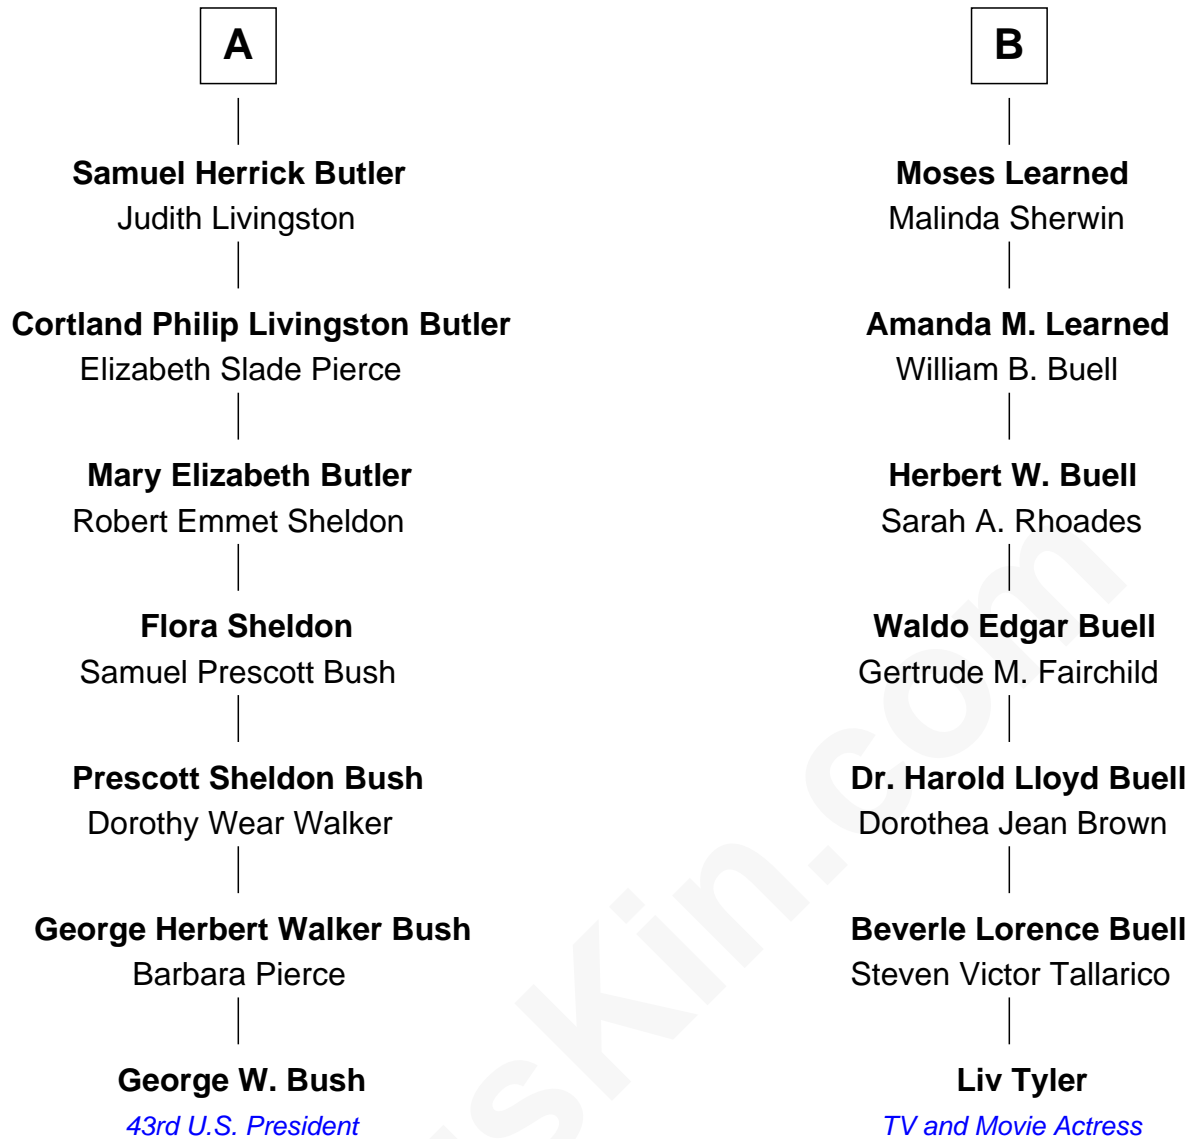 A
Samuel Herrick Butler
Judith Livingston
Cortland Philip Livingston Butler
Elizabeth Slade Pierce
Mary Elizabeth Butler
Robert Emmet Sheldon
Flora Sheldon
Samuel Prescott Bush
Prescott Sheldon Bush
Dorothy Wear Walker
George Herbert Walker Bush
Barbara Pierce
George W. Bush
43rd U.S. President
B
Moses Learned
Malinda Sherwin
Amanda M. Learned
William B. Buell
Herbert W. Buell
Sarah A. Rhoades
Waldo Edgar Buell
Gertrude M. Fairchild
Dr. Harold Lloyd Buell
Dorothea Jean Brown
Beverle Lorence Buell
Steven Victor Tallarico
Liv Tyler
TV and Movie Actress